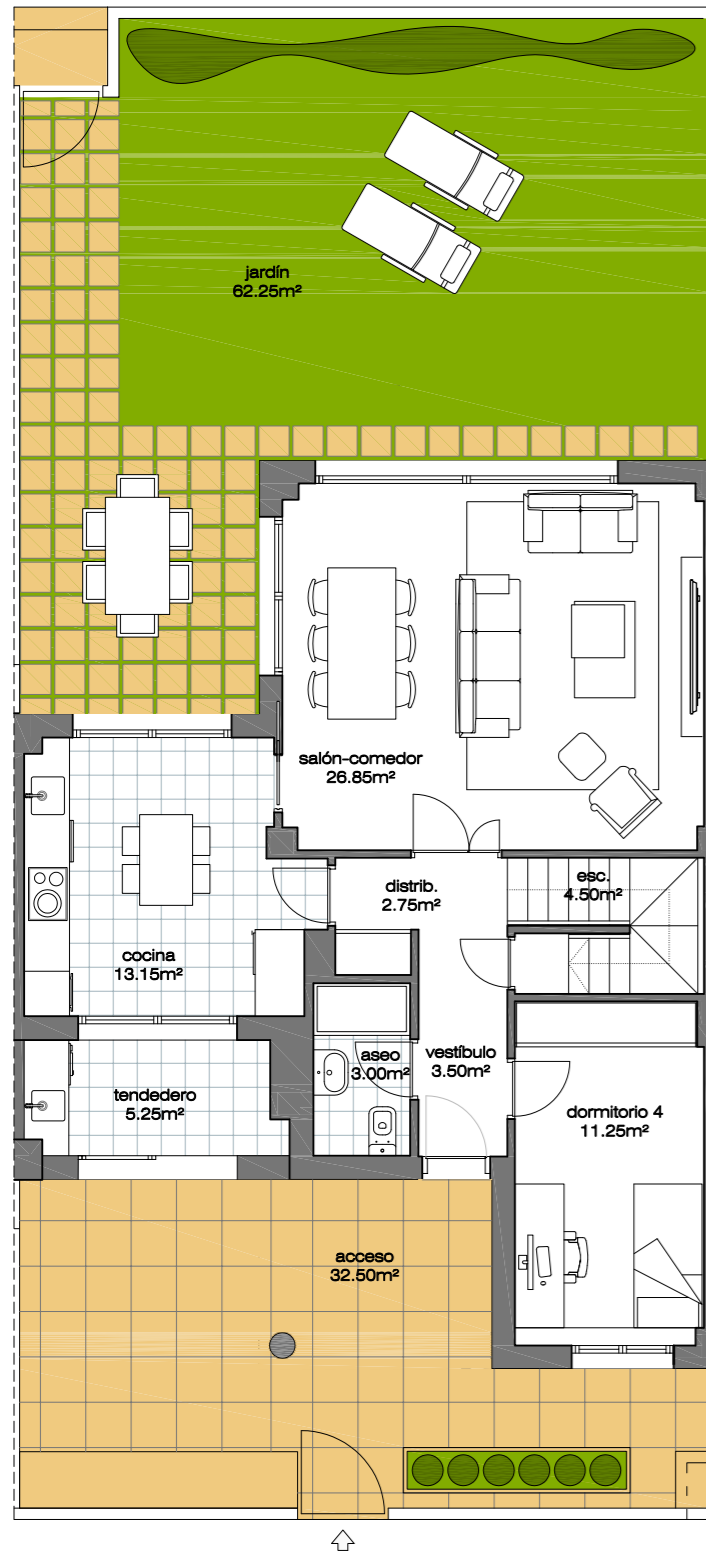 jardín
62.25m²
salón-comedor
26.85m²
distrib.
2.75m²
esc.
4.50m²
cocina
13.15m²
aseo
3.00m²
vestíbulo
3.50m²
tendedero
5.25m²
dormitorio 4
11.25m²
acceso
32.50m²